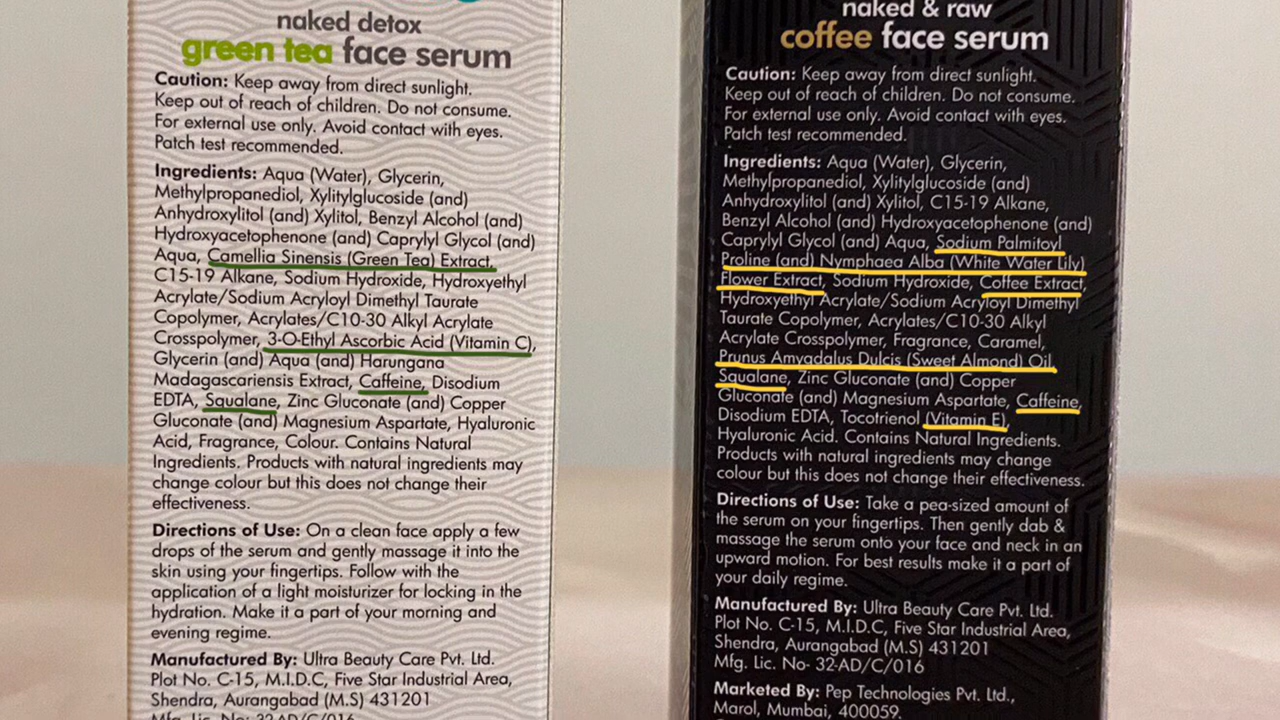 naked detox
green tea face serum
Caution: Keep away from direct sunlight.
Keep out of reach of children. Do not consume.
For external use only. Avoid contact with eyes.
Patch test recommended.
Ingredients: Aqua (Water), Glycerin,
Methylpropanediol, Xylitylglucoside (and)
Anhydroxylitol (and) Xylitol, Benzyl Alcohol (and)
Hydroxyacetophenone (and) Caprylyl Glycol (and)
Aqua, Camellia Sinensis (Green Tea) Extract,
C15-19 Alkane, Sodium Hydroxide, Hydroxyethyl
Acrylate/Sodium Acryloyl Dimethyl Taurate
Copolymer, Acrylates/C10-30 Alkyl Acrylate
Crosspolymer, 3-O-Ethyl Ascorbic Acid (Vitamin C),
Glycerin (and) Aqua (and) Harungana
Madagascariensis Extract, Caffeine, Disodium
EDTA, Squalane, Zinc Gluconate (and) Copper
Gluconate (and) Magnesium Aspartate, Hyaluronic
Acid, Fragrance, Colour. Contains Natural
Ingredients. Products with natural ingredients may
change colour but this does not change their
effectiveness.
Directions of Use: On a clean face apply a few
drops of the serum and gently massage it into the
skin using your fingertips. Follow with the
application of a light moisturizer for locking in the
hydration. Make it a part of your morning and
evening regime.
Manufactured By: Ultra Beauty Care Pvt. Ltd.
Plot No. C-15, M.I.D.C, Five Star Industrial Area,
Shendra, Aurangabad (M.S) 431201
Mfg. Lic. No: 32-AD/C/016
naked & raw
coffee face serum
Caution: Keep away from direct sunlight.
Keep out of reach of children. Do not consume.
For external use only. Avoid contact with eyes.
Patch test recommended.
Ingredients: Aqua (Water), Glycerin,
Methylpropanediol, Xylitylglucoside (and)
Anhydroxylitol (and) Xylitol, C15-19 Alkane,
Benzyl Alcohol (and) Hydroxyacetophenone (and)
Caprylyl Glycol (and) Aqua, Sodium Palmitoyl
Proline (and) Nymphaea Alba (White Water Lily)
Flower Extract, Sodium Hydroxide, Coffee Extract,
Hydroxyethyl Acrylate/Sodium Acryloyl Dimethyl
Taurate Copolymer, Acrylates/C10-30 Alkyl
Acrylate Crosspolymer, Fragrance, Caramel,
Prunus Amyadalus Dulcis (Sweet Almond) Oil,
Squalane, Zinc Gluconate (and) Copper
Gluconate (and) Magnesium Aspartate, Caffeine,
Disodium EDTA, Tocotrienol (Vitamin E),
Hyaluronic Acid. Contains Natural Ingredients.
Products with natural ingredients may change
colour but this does not change their effectiveness.
Directions of Use: Take a pea-sized amount of
the serum on your fingertips. Then gently dab &
massage the serum onto your face and neck in an
upward motion. For best results make it a part of
your daily regime.
Manufactured By: Ultra Beauty Care Pvt. Ltd.
Plot No. C-15, M.I.D.C, Five Star Industrial Area,
Shendra, Aurangabad (M.S) 431201
Mfg. Lic. No- 32-AD/C/016
Marketed By: Pep Technologies Pvt. Ltd.,
Marol, Mumbai, 400059.